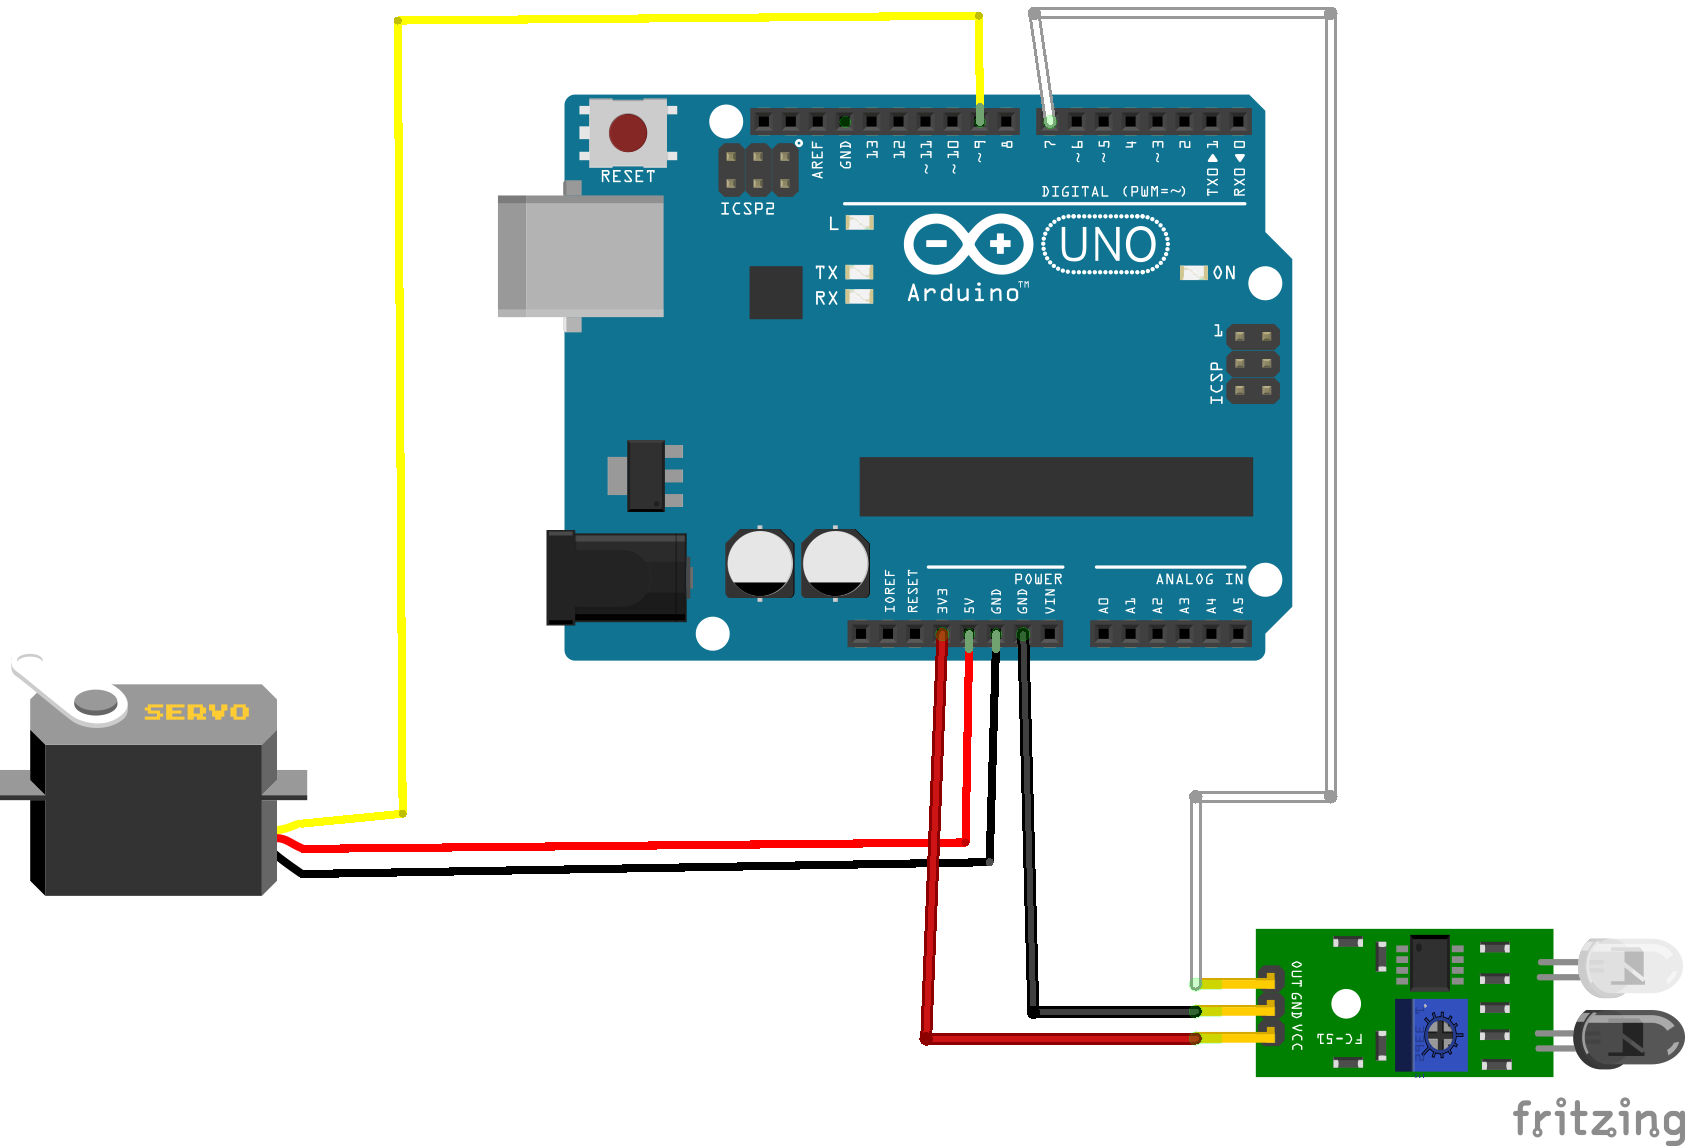 RESET
ICSP2
AREF
GND
13
12
~11
~10
~9
8
7
~6
~5
4
~3
2
TX0▶1
RX0◀0
DIGITAL (PWM=~)
L
TX
RX
UNO
Arduino™
ON
1
ICSP
IOREF
RESET
3V3
5V
GND
GND
VIN
POWER
ANALOG IN
A0
A1
A2
A3
A4
A5
SERVO
OUT
GND
VCC
FC-51
fritzing